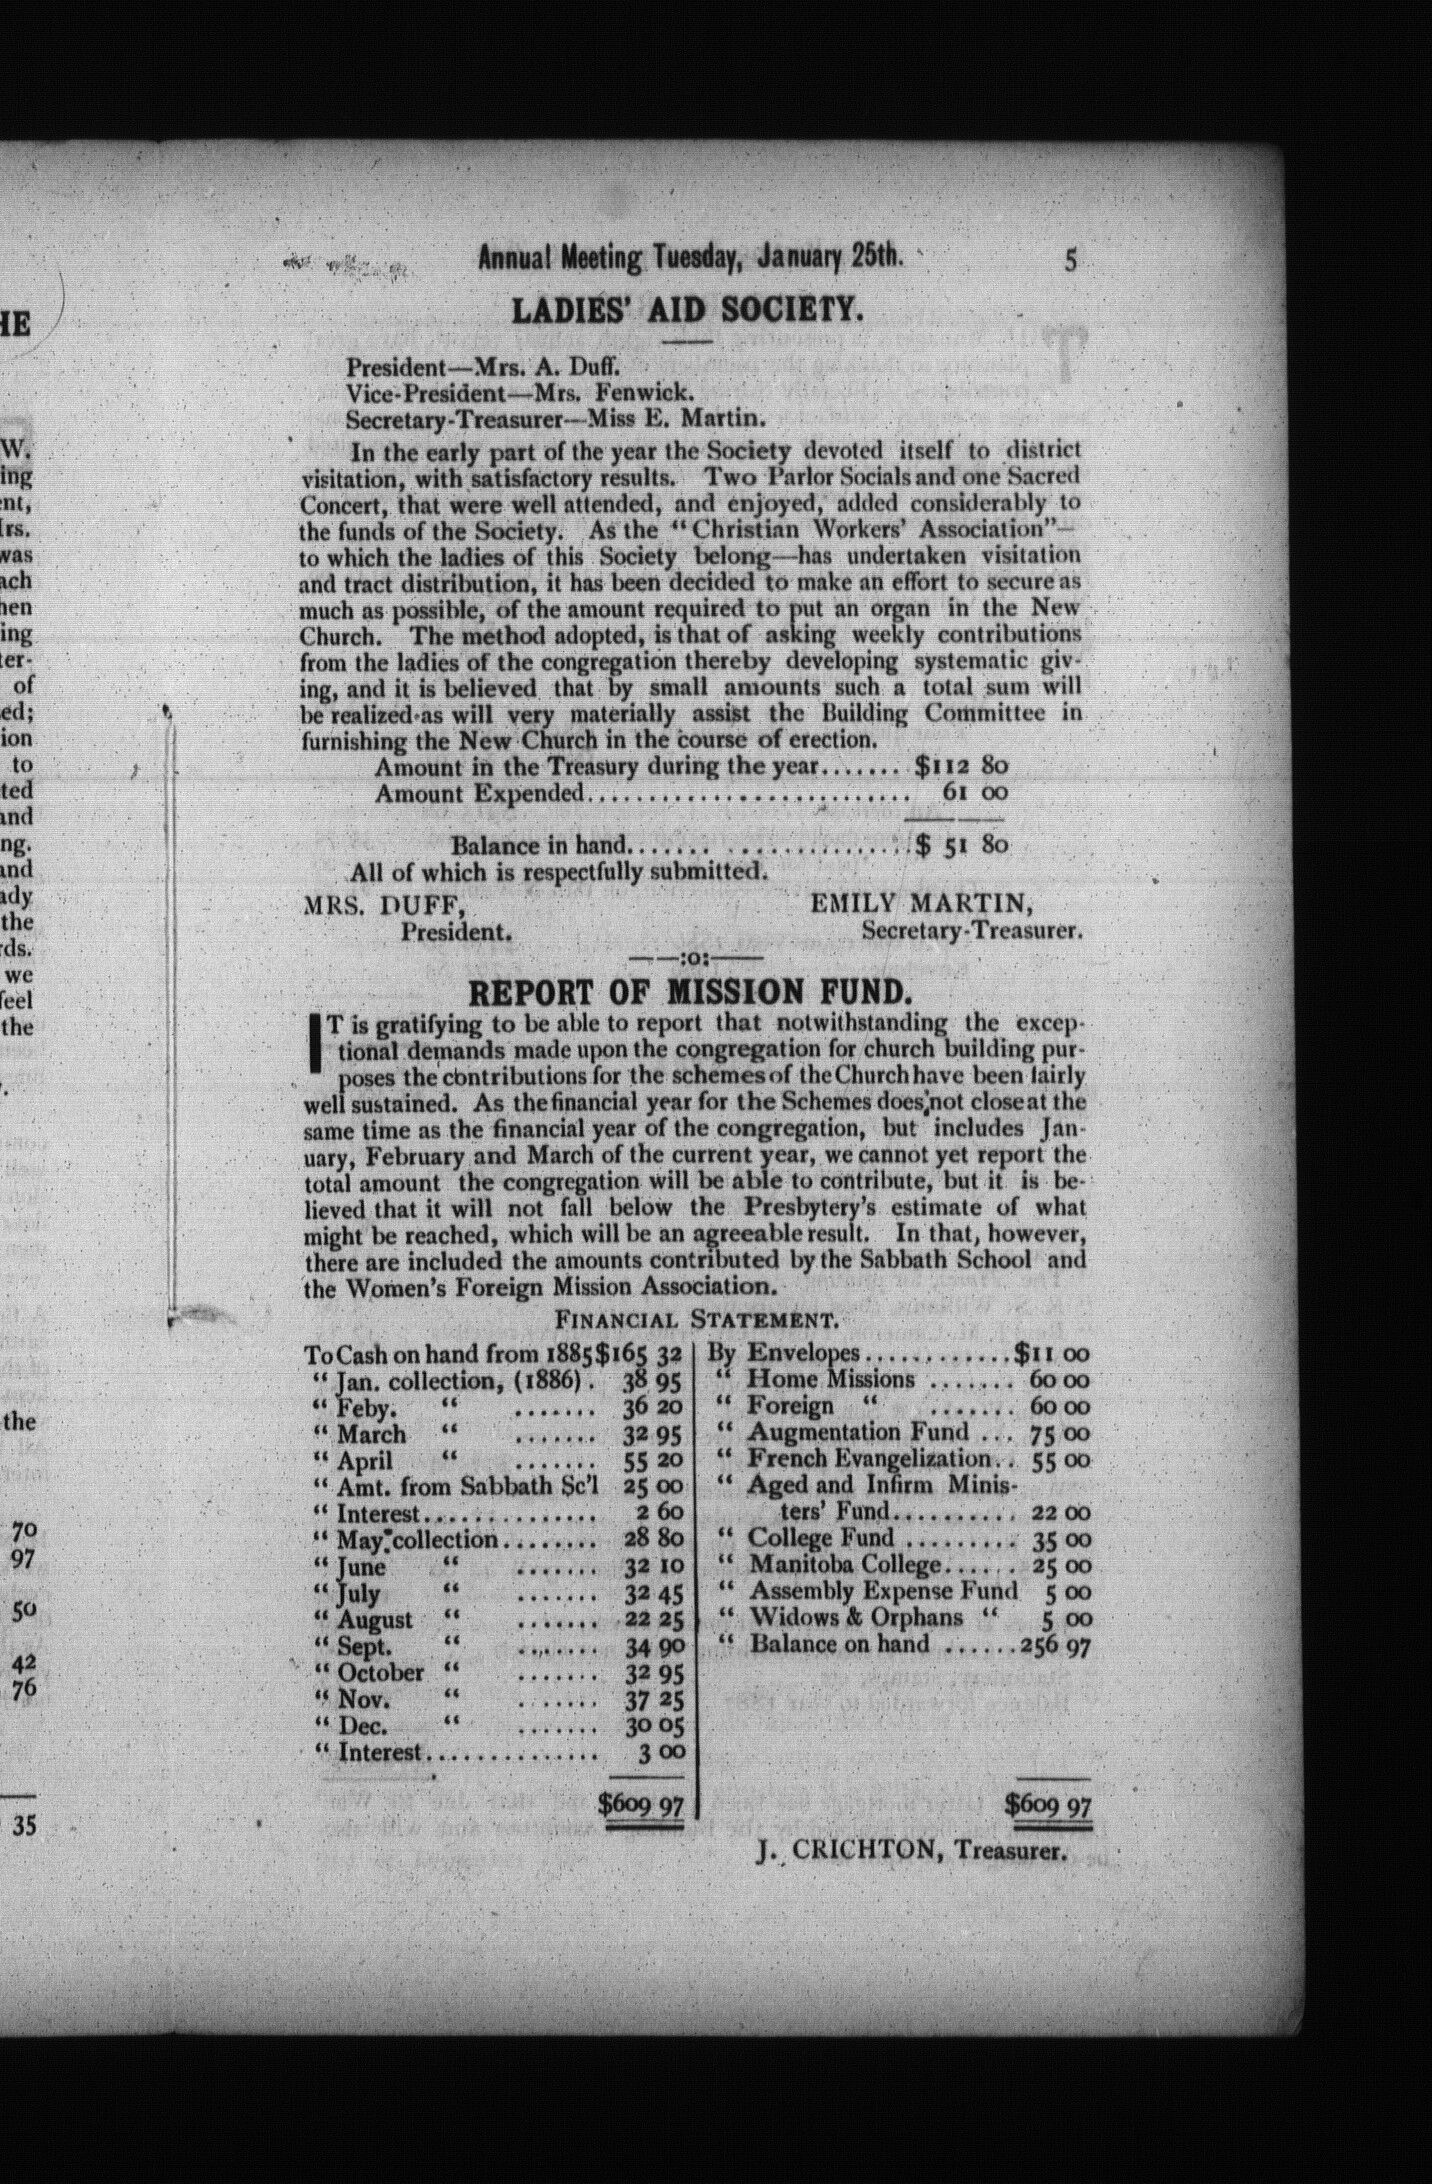 Annual Meeting Tuesday, January 25th. 5
LADIES' AID SOCIETY.
President—Mrs. A. Duff.
Vice-President—Mrs. Fenwick.
Secretary-Treasurer—Miss E. Martin.
In the early part of the year the Society devoted itself to district
visitation, with satisfactory results. Two Parlor Socials and one Sacred
Concert, that were well attended, and enjoyed, added considerably to
the funds of the Society. As the "Christian Workers' Association"—
to which the ladies of this Society belong—has undertaken visitation
and tract distribution, it has been decided to make an effort to secure as
much as possible, of the amount required to put an organ in the New
Church. The method adopted, is that of asking weekly contributions
from the ladies of the congregation thereby developing systematic giv-
ing, and it is believed that by small amounts such a total sum will
be realized as will very materially assist the Building Committee in
furnishing the New Church in the course of erection.
Amount in the Treasury during the year....... $112 80
Amount Expended.......................... 61 00
Balance in hand....... ...............$ 51 80
All of which is respectfully submitted.
MRS. DUFF, EMILY MARTIN,
President. Secretary-Treasurer.
——:o:——
REPORT OF MISSION FUND.
IT is gratifying to be able to report that notwithstanding the excep-
tional demands made upon the congregation for church building pur-
poses the contributions for the schemes of the Church have been fairly
well sustained. As the financial year for the Schemes does not close at the
same time as the financial year of the congregation, but includes Jan-
uary, February and March of the current year, we cannot yet report the
total amount the congregation will be able to contribute, but it is be-
lieved that it will not fall below the Presbytery's estimate of what
might be reached, which will be an agreeable result. In that, however,
there are included the amounts contributed by the Sabbath School and
the Women's Foreign Mission Association.
FINANCIAL STATEMENT.
To Cash on hand from 1885 $165 32
" Jan. collection, (1886) . 38 95
" Feby. " ....... 36 20
" March " ....... 32 95
" April " ....... 55 20
" Amt. from Sabbath Sc'l 25 00
" Interest.............. 2 60
" May collection........ 28 80
" June " ....... 32 10
" July " ....... 32 45
" August " ....... 22 25
" Sept. " ....... 34 90
" October " ....... 32 95
" Nov. " ....... 37 25
" Dec. " ....... 30 05
" Interest.............. 3 00
$609 97
By Envelopes............$11 00
" Home Missions ....... 60 00
" Foreign " ....... 60 00
" Augmentation Fund ... 75 00
" French Evangelization.. 55 00
" Aged and Infirm Minis-
ters' Fund.......... 22 00
" College Fund ......... 35 00
" Manitoba College...... 25 00
" Assembly Expense Fund 5 00
" Widows & Orphans " 5 00
" Balance on hand ......256 97
$609 97
J. CRICHTON, Treasurer.